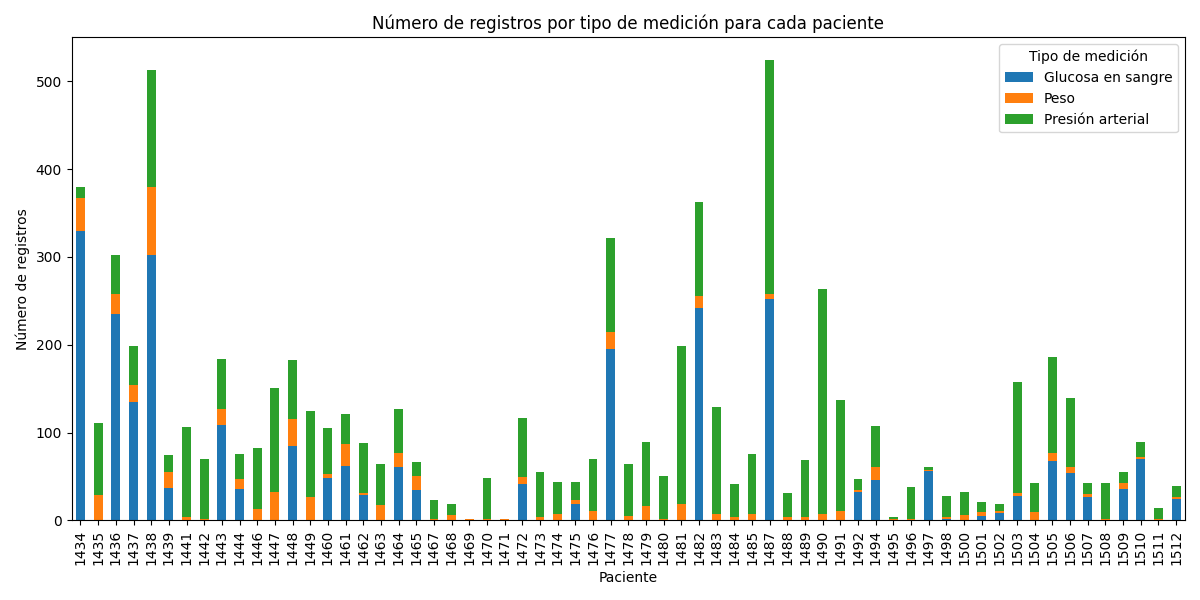 Número de registros por tipo de medición para cada paciente
Tipo de medición
Glucosa en sangre
Peso
Presión arterial
Número de registros
500
400
300
200
100
0
1434 1435 1436 1437 1438 1439 1441 1442 1443 1444 1446 1447 1448 1449 1460 1461 1462 1463 1464 1465 1467 1468 1469 1470 1471 1472 1473 1474 1475 1476 1477 1478 1479 1480 1481 1482 1483 1484 1485 1487 1488 1489 1490 1491 1492 1494 1495 1496 1497 1498 1500 1501 1502 1503 1504 1505 1506 1507 1508 1509 1510 1511 1512
Paciente